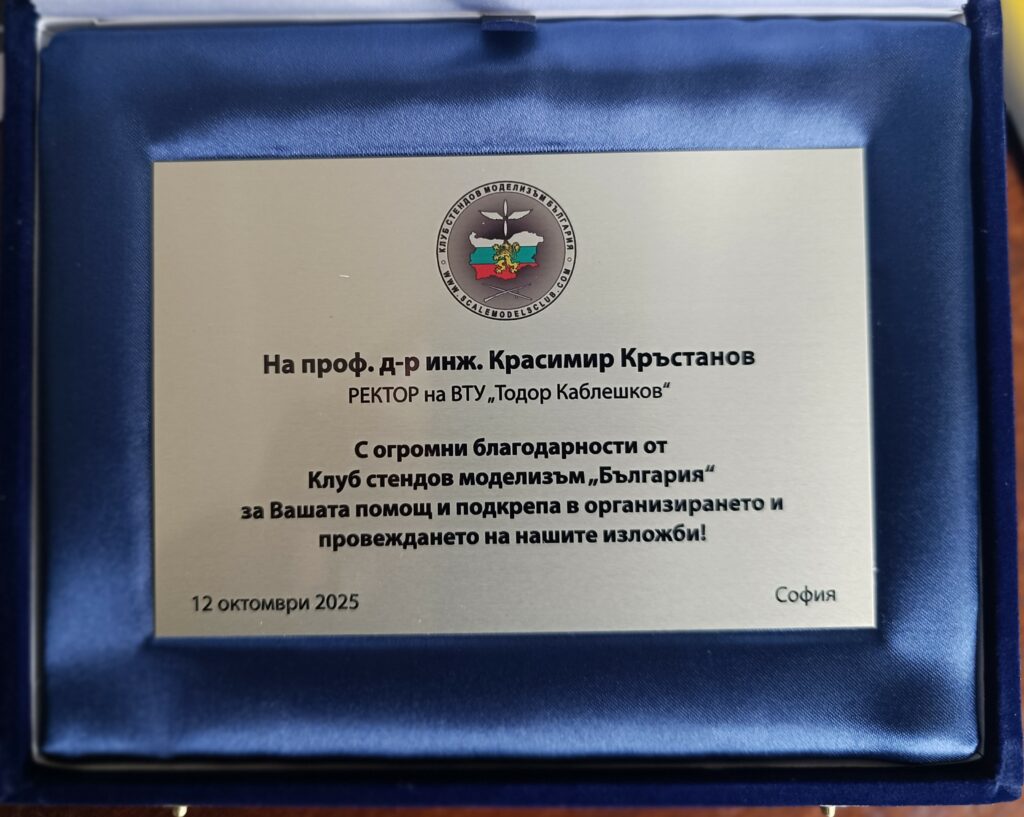 КЛУБ СТЕНДОВ МОДЕЛИЗЪМ БЪЛГАРИЯ
WWW.SCALEMODELSCLUB.COM
На проф. д-р инж. Красимир Кръстанов
РЕКТОР на ВТУ „Тодор Каблешков“
С огромни благодарности от
Клуб стендов моделизъм „България“
за Вашата помощ и подкрепа в организирането и
провеждането на нашите изложби!
12 октомври 2025
София